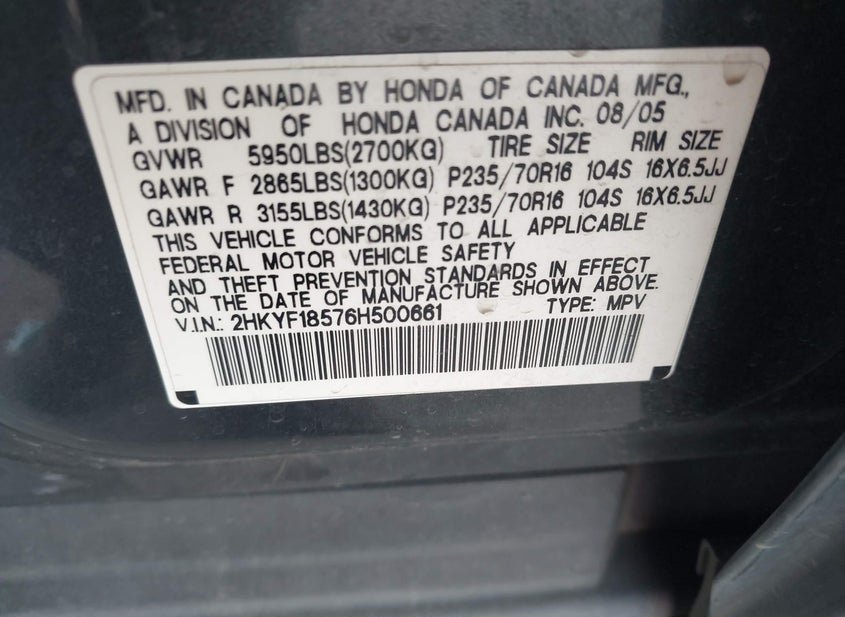 MFD. IN CANADA BY HONDA OF CANADA MFG.,
A DIVISION OF HONDA CANADA INC. 08/05
GVWR 5950LBS(2700KG) TIRE SIZE RIM SIZE
GAWR F 2865LBS(1300KG) P235/70R16 104S 16X6.5JJ
GAWR R 3155LBS(1430KG) P235/70R16 104S 16X6.5JJ
THIS VEHICLE CONFORMS TO ALL APPLICABLE
FEDERAL MOTOR VEHICLE SAFETY
AND THEFT PREVENTION STANDARDS IN EFFECT
ON THE DATE OF MANUFACTURE SHOWN ABOVE.
V.I.N.: 2HKYF18576H500661 TYPE: MPV